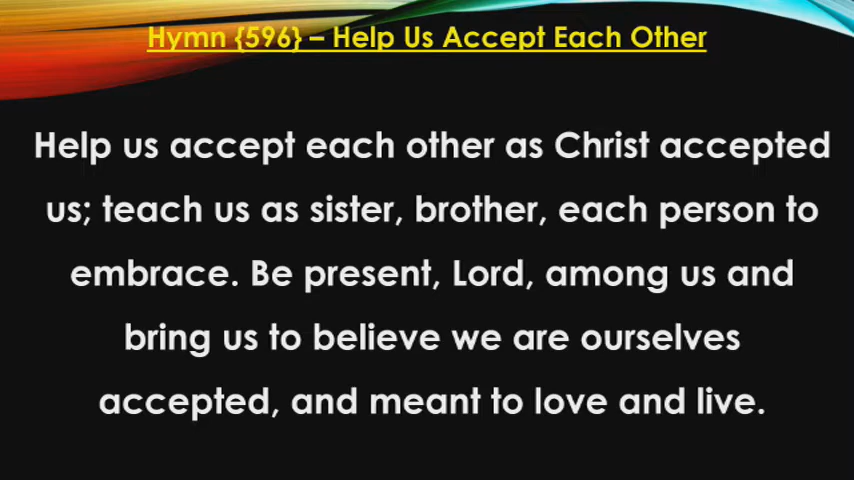 Hymn {596} – Help Us Accept Each Other
Help us accept each other as Christ accepted
us; teach us as sister, brother, each person to
embrace. Be present, Lord, among us and
bring us to believe we are ourselves
accepted, and meant to love and live.